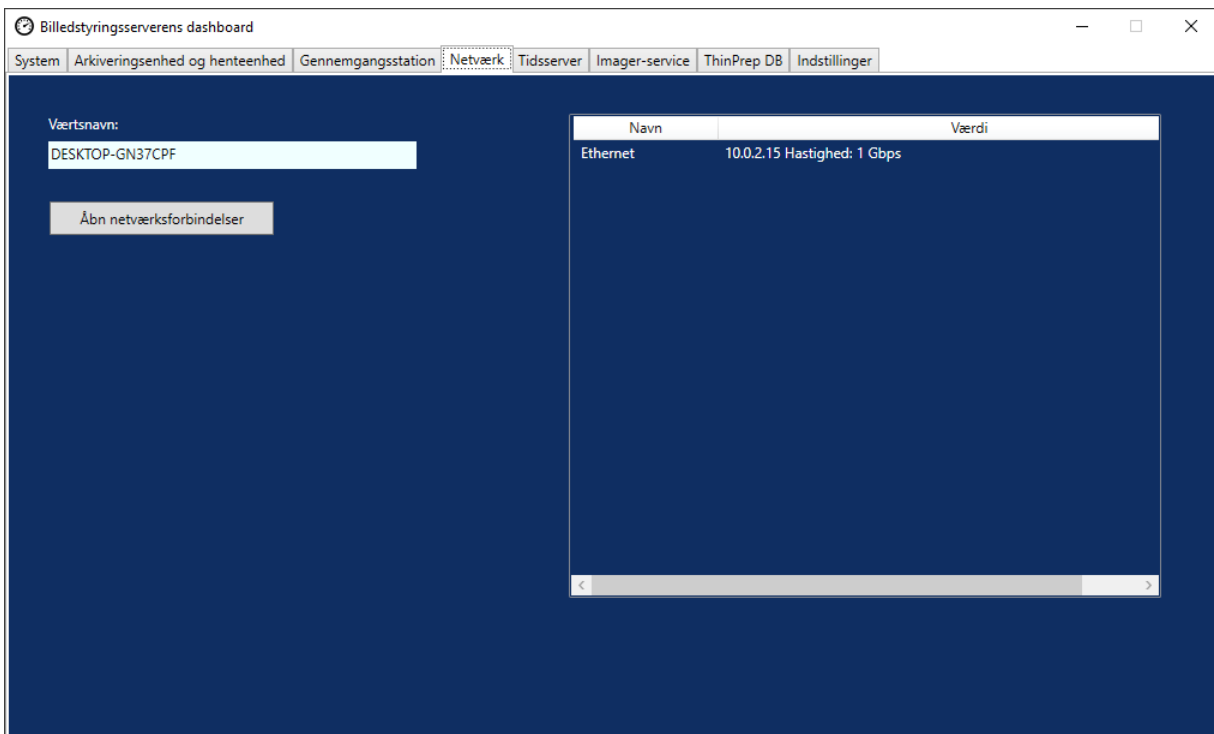 Billedstyringsserverens dashboard
System Arkiveringsenhed og henteenhed Gennemgangsstation Netværk Tidsserver Imager-service ThinPrep DB Indstillinger
Værtsnavn:
DESKTOP-GN37CPF
Åbn netværksforbindelser
Navn Værdi
Ethernet 10.0.2.15 Hastighed: 1 Gbps